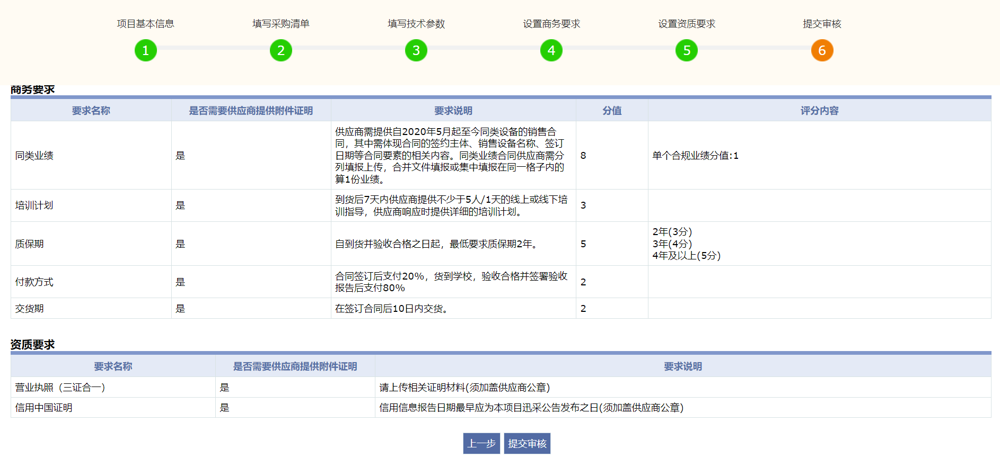 项目基本信息 填写采购清单 填写技术参数 设置商务要求 设置资质要求 提交审核
1 2 3 4 5 6
商务要求
要求名称 是否需要供应商提供附件证明 要求说明 分值 评分内容
同类业绩 是
供应商需提供自2020年5月起至今同类设备的销售合
同，其中需体现合同的签约主体、销售设备名称、签订
日期等合同要素的相关内容。同类业绩合同供应商需分
列填报上传，合并文件填报或集中填报在同一格子内的
算1份业绩。
8 单个合规业绩分值:1
培训计划 是
到货后7天内供应商提供不少于5人/1天的线上或线下培
训指导，供应商响应时提供详细的培训计划。
3
质保期 是 自到货并验收合格之日起，最低要求质保期2年。 5
2年(3分)
3年(4分)
4年及以上(5分)
付款方式 是
合同签订后支付20%，货到学校，验收合格并签署验收
报告后支付80%
2
交货期 是 在签订合同后10日内交货。 2
资质要求
要求名称 是否需要供应商提供附件证明 要求说明
营业执照（三证合一） 是 请上传相关证明材料(须加盖供应商公章)
信用中国证明 是 信用信息报告日期最早应为本项目迅采公告发布之日(须加盖供应商公章)
上一步 提交审核